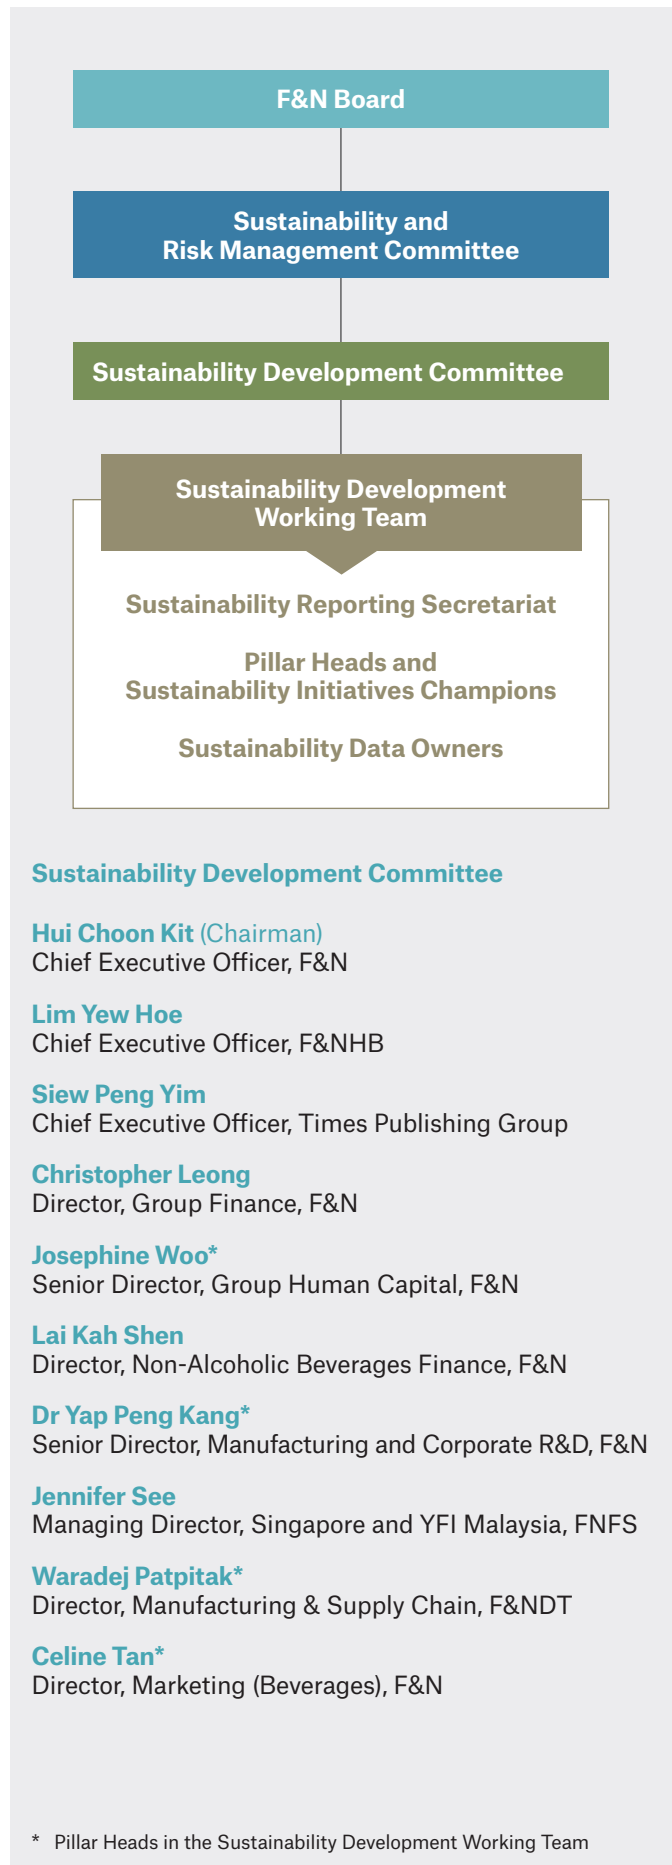 F&N Board
Sustainability and
Risk Management Committee
Sustainability Development Committee
Sustainability Development
Working Team
Sustainability Reporting Secretariat
Pillar Heads and
Sustainability Initiatives Champions
Sustainability Data Owners
Sustainability Development Committee
Hui Choon Kit (Chairman)
Chief Executive Officer, F&N
Lim Yew Hoe
Chief Executive Officer, F&NHB
Siew Peng Yim
Chief Executive Officer, Times Publishing Group
Christopher Leong
Director, Group Finance, F&N
Josephine Woo*
Senior Director, Group Human Capital, F&N
Lai Kah Shen
Director, Non-Alcoholic Beverages Finance, F&N
Dr Yap Peng Kang*
Senior Director, Manufacturing and Corporate R&D, F&N
Jennifer See
Managing Director, Singapore and YFI Malaysia, FNFS
Waradej Patpitak*
Director, Manufacturing & Supply Chain, F&NDT
Celine Tan*
Director, Marketing (Beverages), F&N
* Pillar Heads in the Sustainability Development Working Team